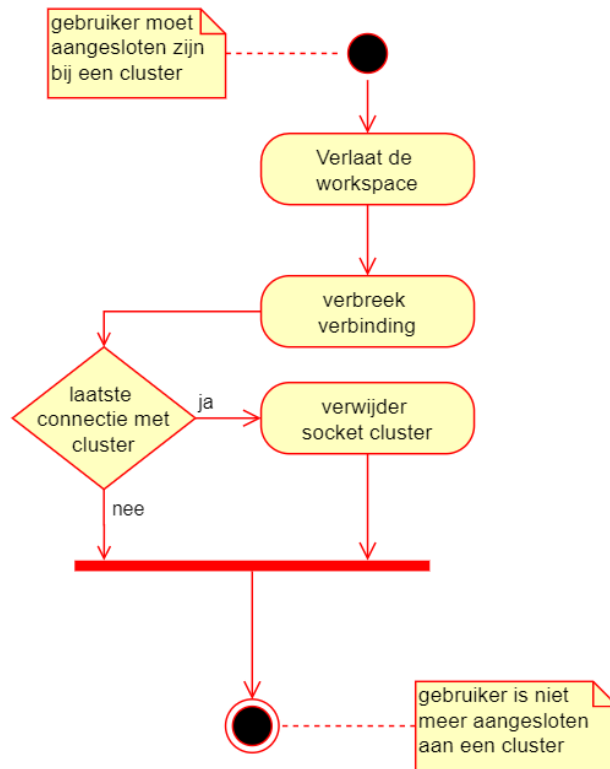 gebruiker moet
aangesloten zijn
bij een cluster
Verlaat de
workspace
verbreek
verbinding
laatste
connectie met
cluster
ja
verwijder
socket cluster
nee
gebruiker is niet
meer aangesloten
aan een cluster